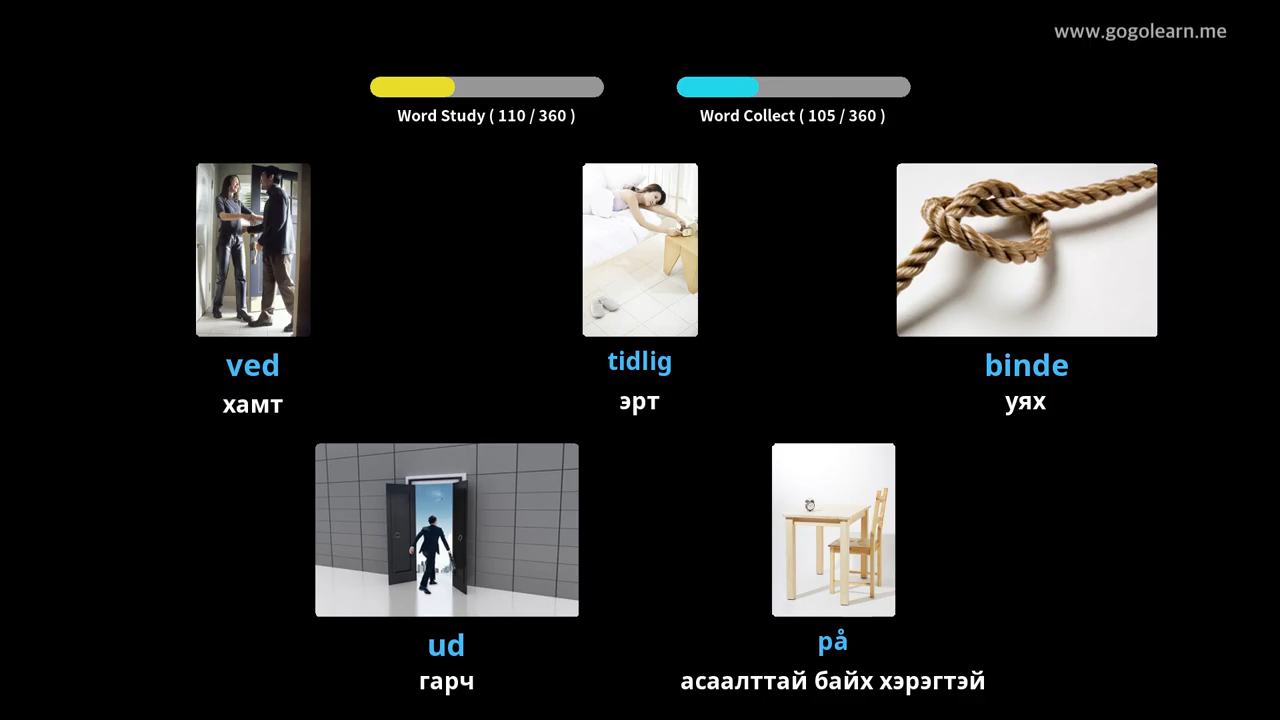 www.gogolearn.me
Word Study ( 110 / 360 )
Word Collect ( 105 / 360 )
ved
хамт
tidlig
эрт
binde
уях
ud
гарч
på
асаалттай байх хэрэгтэй